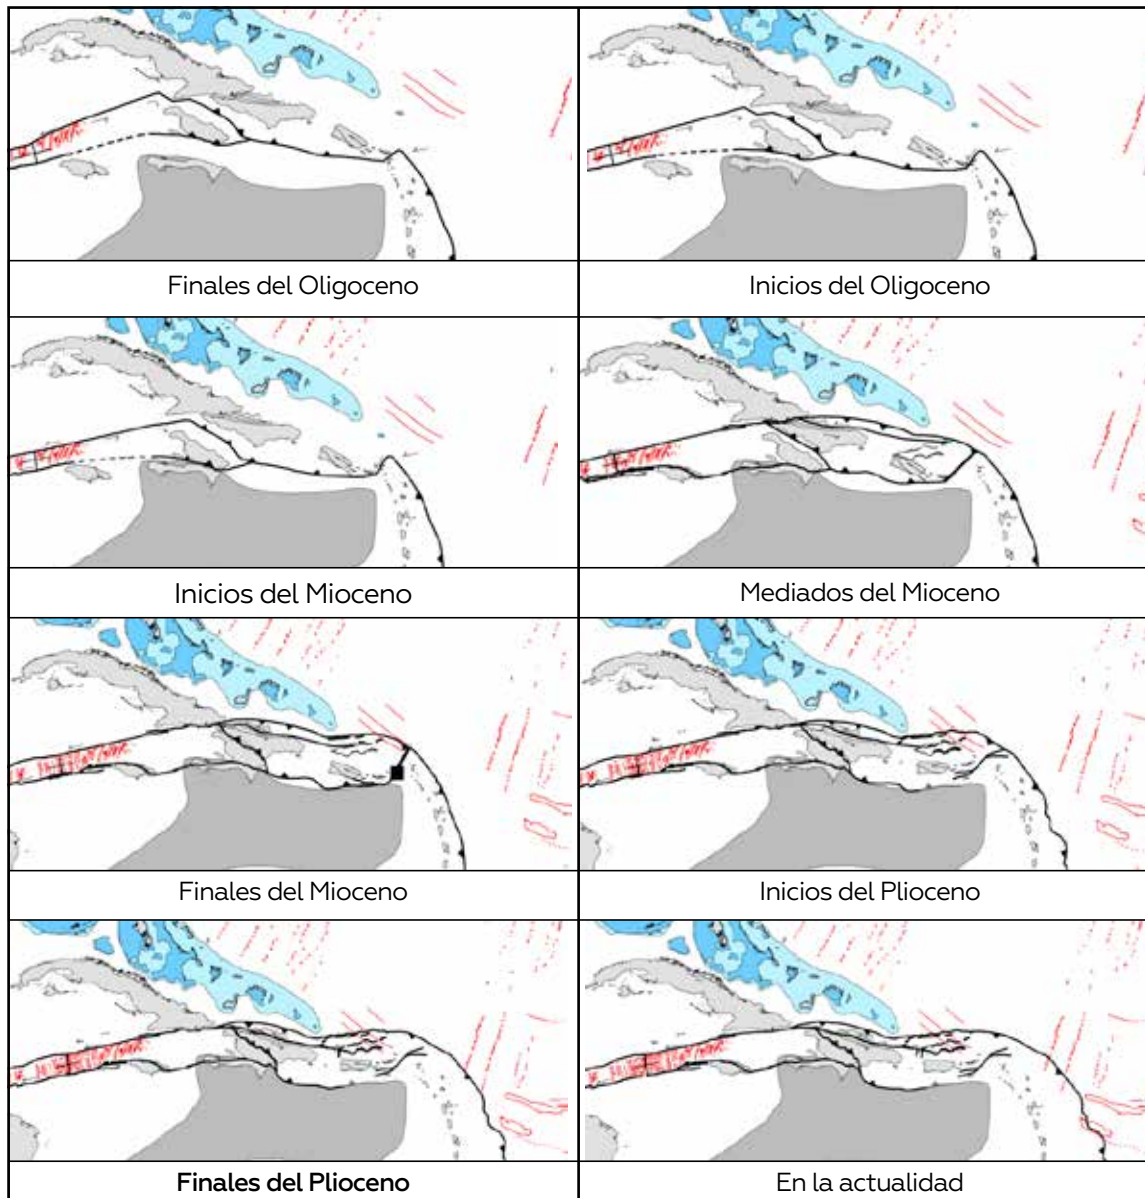 Finales del Oligoceno
Inicios del Oligoceno
Inicios del Mioceno
Mediados del Mioceno
Finales del Mioceno
Inicios del Plioceno
Finales del Plioceno
En la actualidad